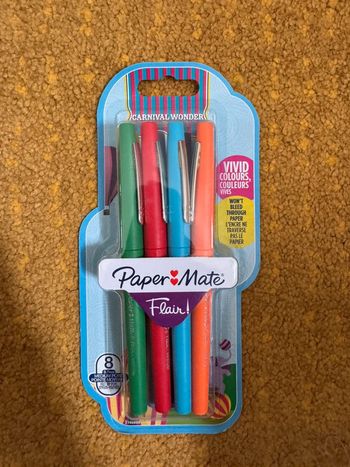 CARNIVAL WONDER
VIVID
COLOURS,
COULEURS
VIVES
WON'T
BLEED
THROUGH
PAPER
L'ENCRE NE
TRAVERSE
PAS LE
PAPIER
Paper Mate
Flair!
8